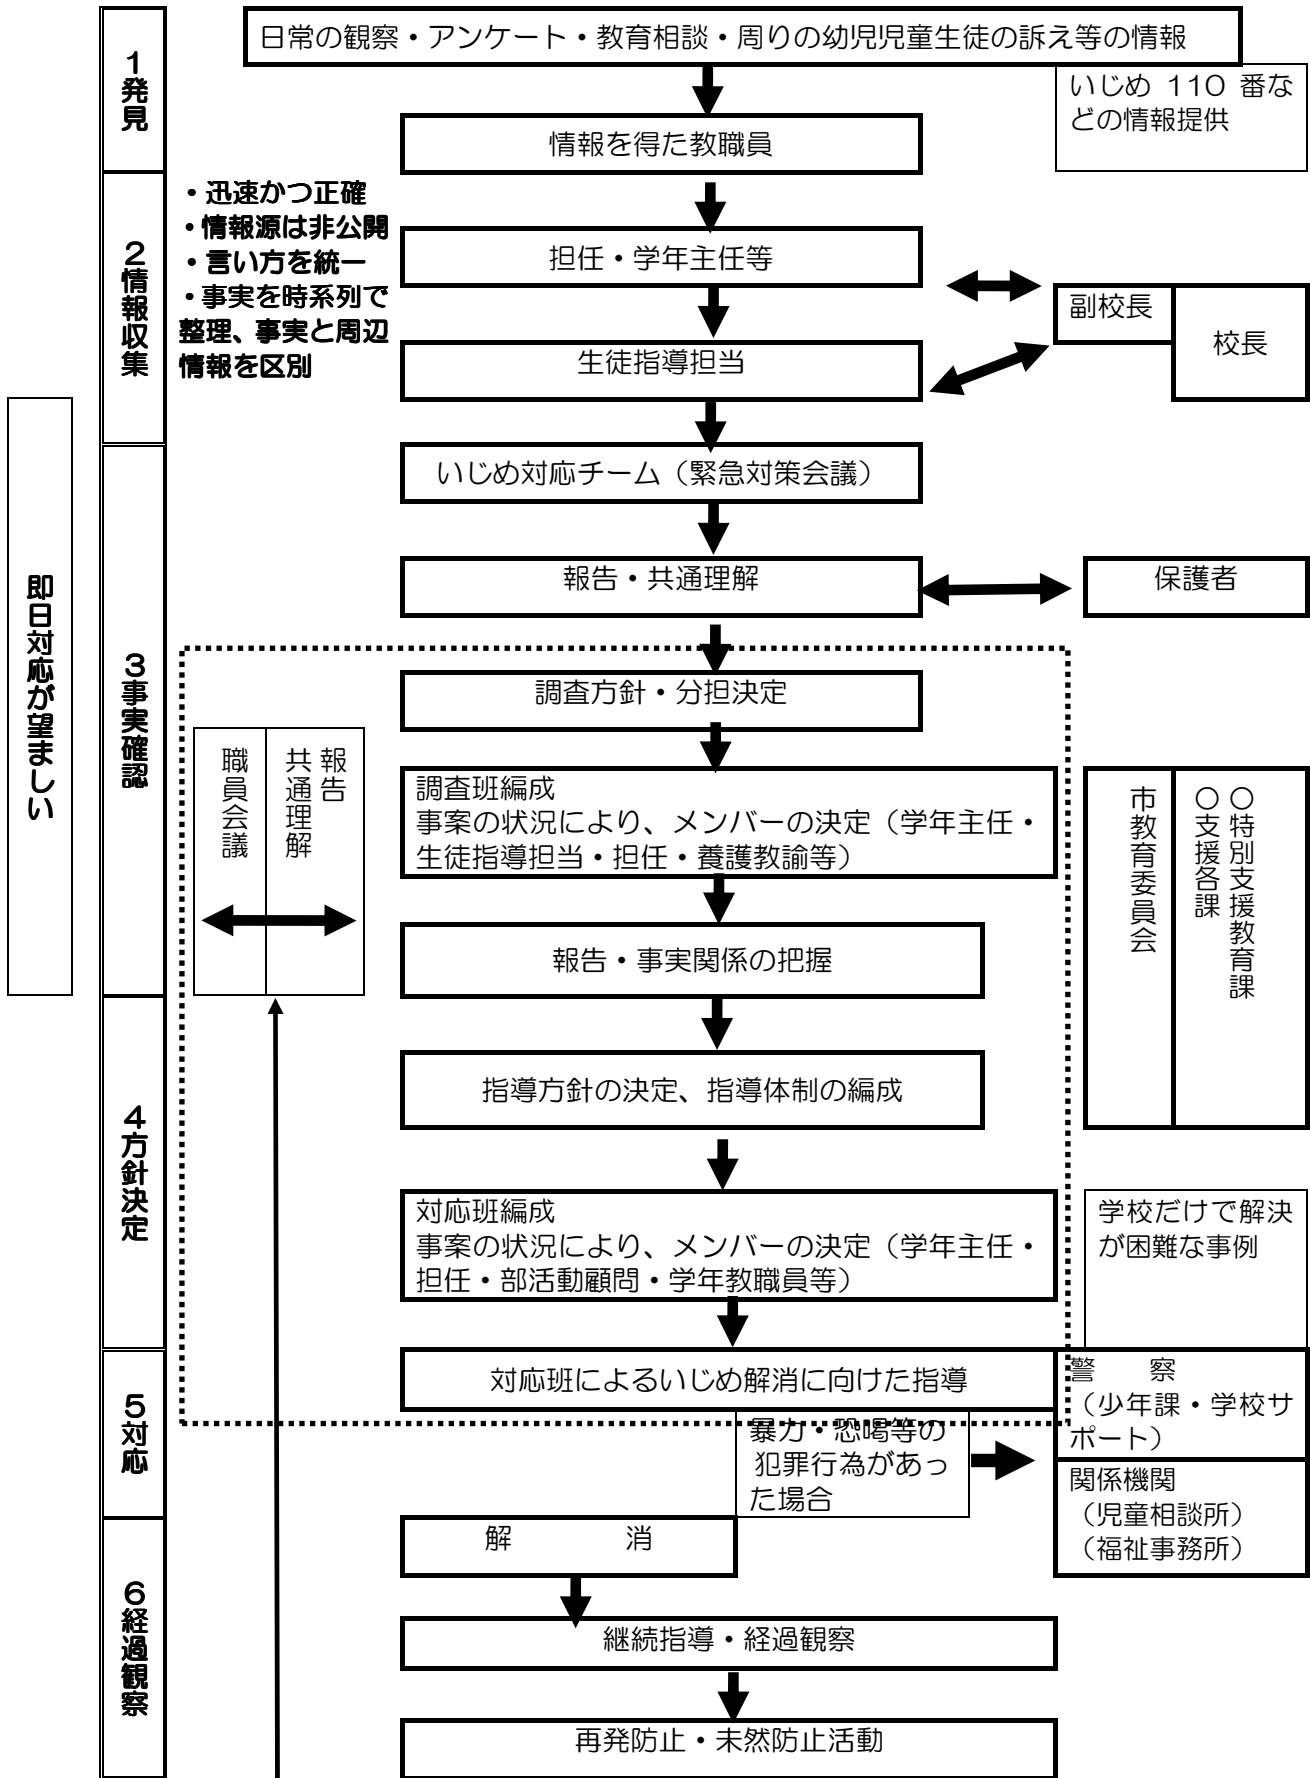 日常の観察・アンケート・教育相談・周りの幼児児童生徒の訴え等の情報
1発見
いじめ 110 番な
どの情報提供
情報を得た教職員
2情報収集
・迅速かつ正確
・情報源は非公開
・言い方を統一
・事実を時系列で
整理、事実と周辺
情報を区別
担任・学年主任等
副校長
校長
生徒指導担当
即日対応が望ましい
3事実確認
いじめ対応チーム（緊急対策会議）
報告・共通理解
保護者
調査方針・分担決定
報告
共通理解
職員会議
調査班編成
事案の状況により、メンバーの決定（学年主任・
生徒指導担当・担任・養護教諭等）
〇特別支援教育課
〇支援各課
市教育委員会
報告・事実関係の把握
4方針決定
指導方針の決定、指導体制の編成
対応班編成
事案の状況により、メンバーの決定（学年主任・
担任・部活動顧問・学年教職員等）
学校だけで解決
が困難な事例
5対応
対応班によるいじめ解消に向けた指導
警　察
（少年課・学校サ
ポート）
暴力・恐喝等の
犯罪行為があっ
た場合
関係機関
（児童相談所）
（福祉事務所）
解　　　消
6経過観察
継続指導・経過観察
再発防止・未然防止活動